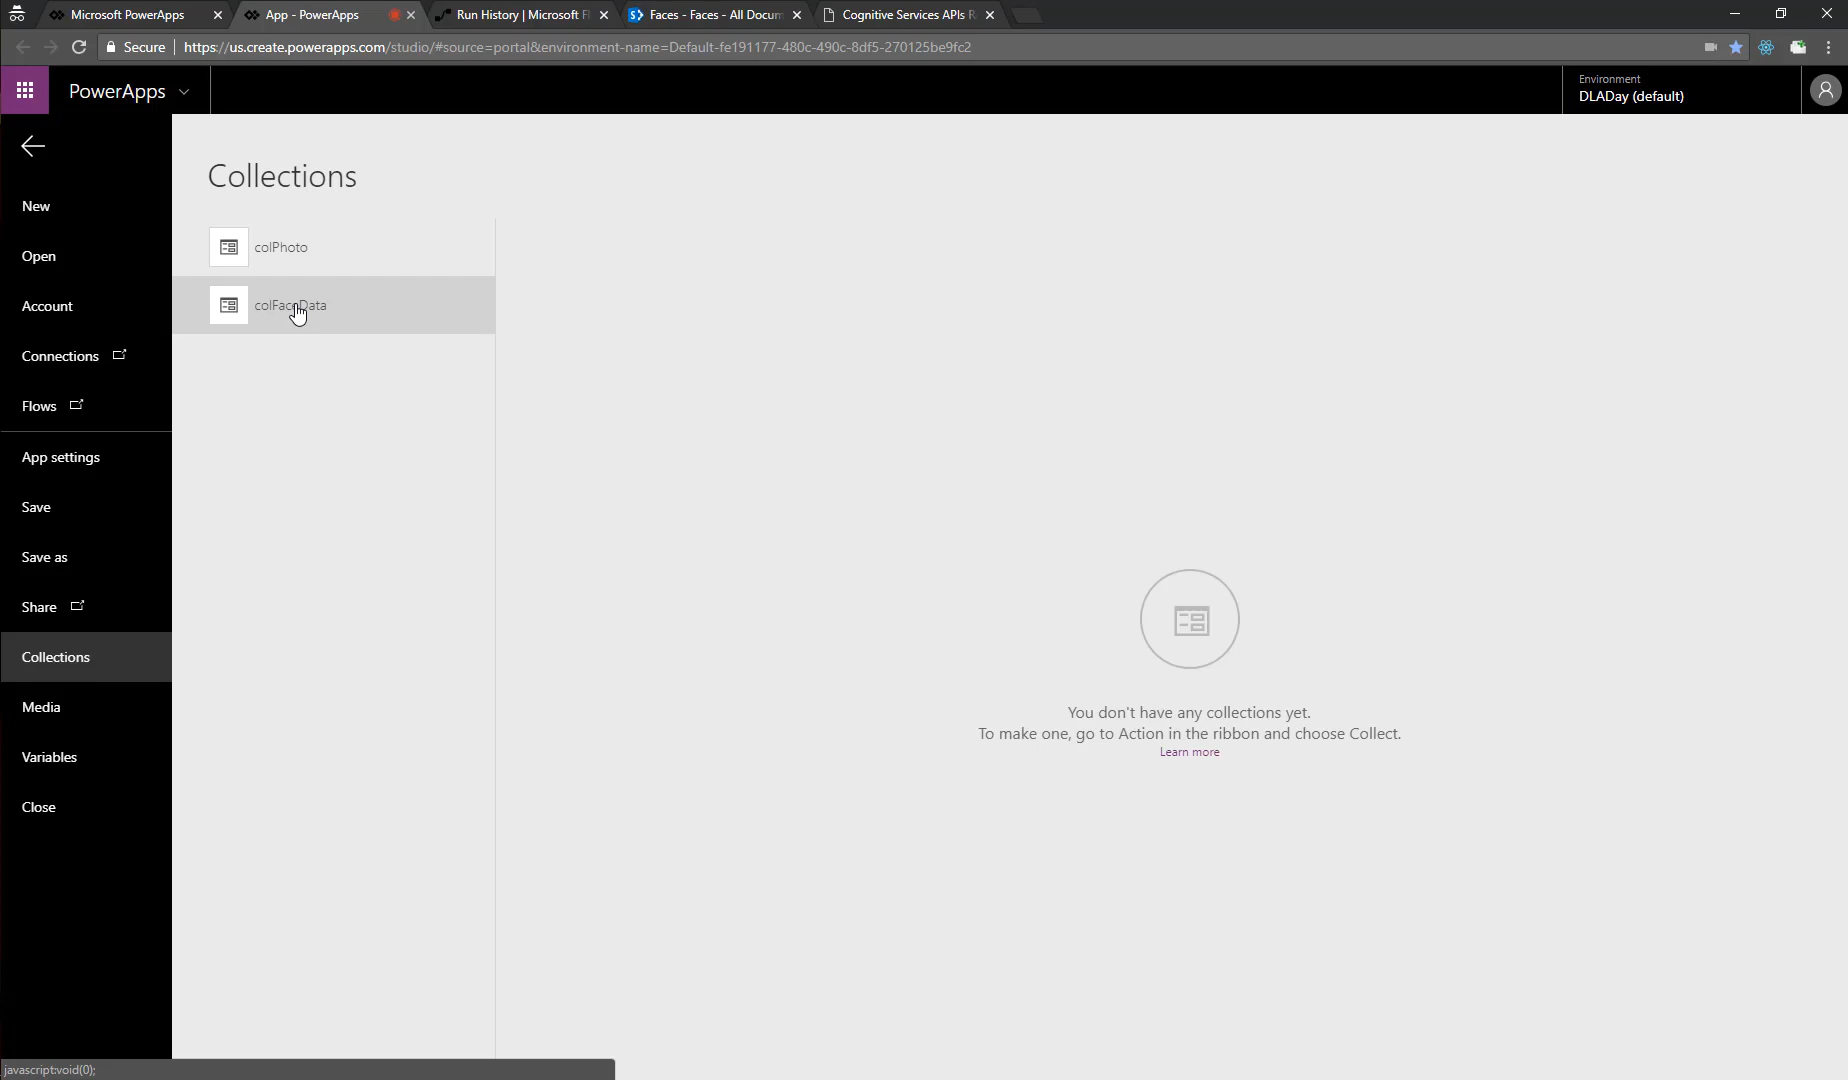 Microsoft PowerApps
App - PowerApps
Run History | Microsoft Fl
Faces - Faces - All Docum
Cognitive Services APIs R
Secure
https://us.create.powerapps.com/studio/#source=portal&environment-name=Default-fe191177-480c-490c-8df5-270125be9fc2
PowerApps
Environment
DLADay (default)
Collections
New
Open
Account
Connections
Flows
App settings
Save
Save as
Share
Collections
Media
Variables
Close
colPhoto
colFaceData
You don't have any collections yet.
To make one, go to Action in the ribbon and choose Collect.
Learn more
javascript:void(0);